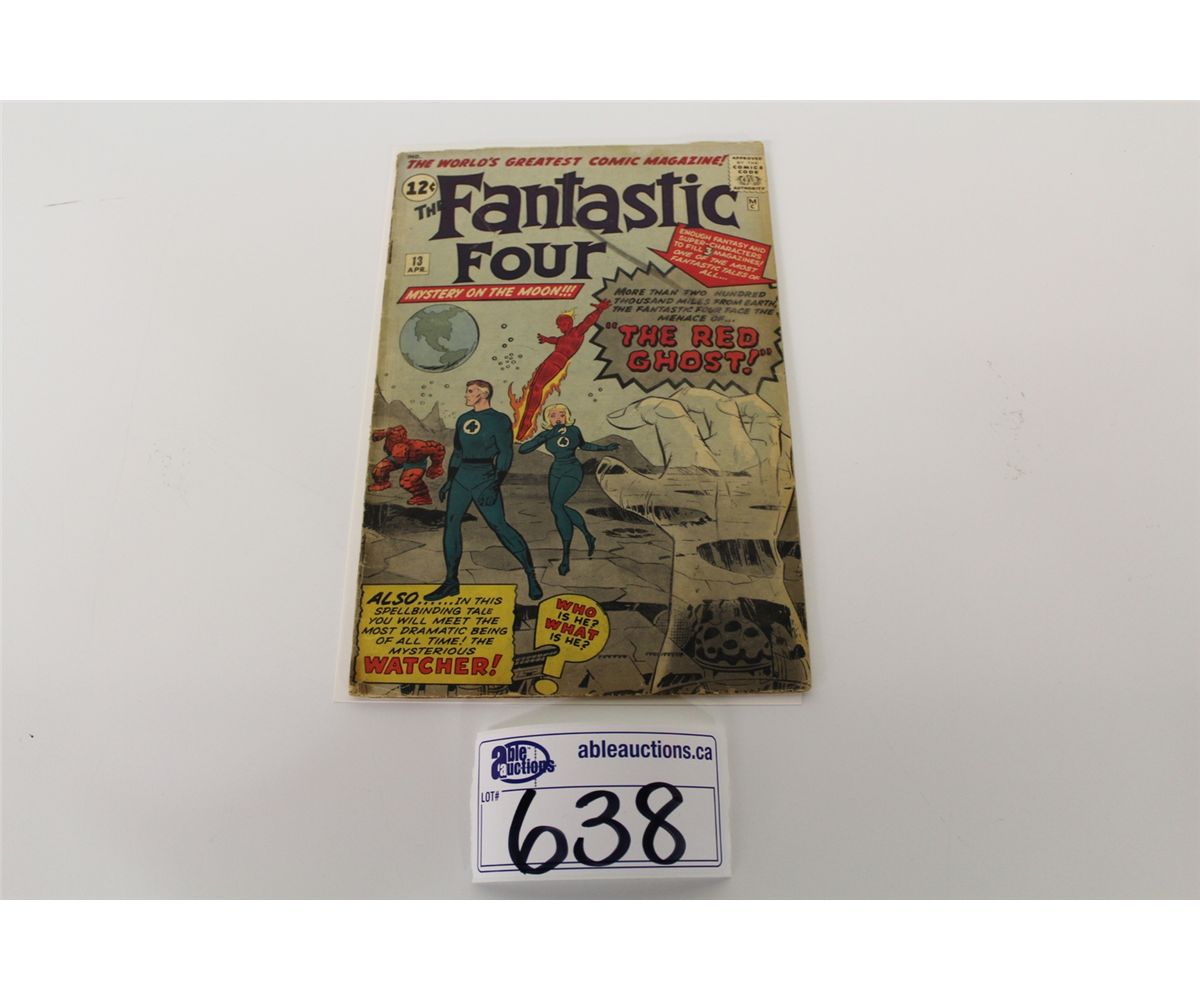 IND.
THE WORLD'S GREATEST COMIC MAGAZINE!
12¢
THE Fantastic
FOUR
APPROVED
BY THE
COMICS
CODE
AUTHORITY
M
C
13
APR.
MYSTERY ON THE MOON!!!
ENOUGH FANTASY AND
SUPER-CHARACTERS
TO FILL 3 MAGAZINES!
ONE OF THE MOST
FANTASTIC TALES OF
ALL...
MORE THAN TWO HUNDRED
THOUSAND MILES FROM EARTH,
THE FANTASTIC FOUR FACE THE
MENACE OF...
"THE RED
GHOST!"
4
4
ALSO......IN THIS
SPELLBINDING TALE
YOU WILL MEET THE
MOST DRAMATIC BEING
OF ALL TIME! THE
MYSTERIOUS
WATCHER!
WHO
IS HE?
WHAT
IS HE?
able auctions
ableauctions.ca
LOT#
638